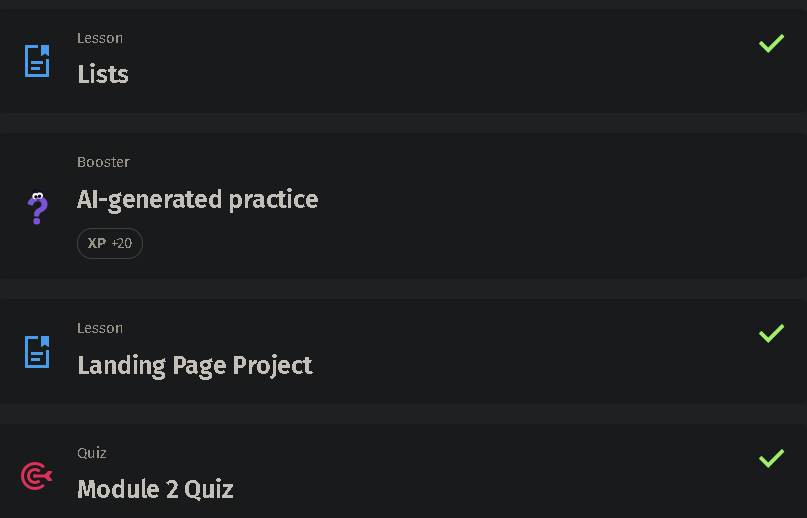 Lesson
Lists
Booster
AI-generated practice
XP +20
Lesson
Landing Page Project
Quiz
Module 2 Quiz